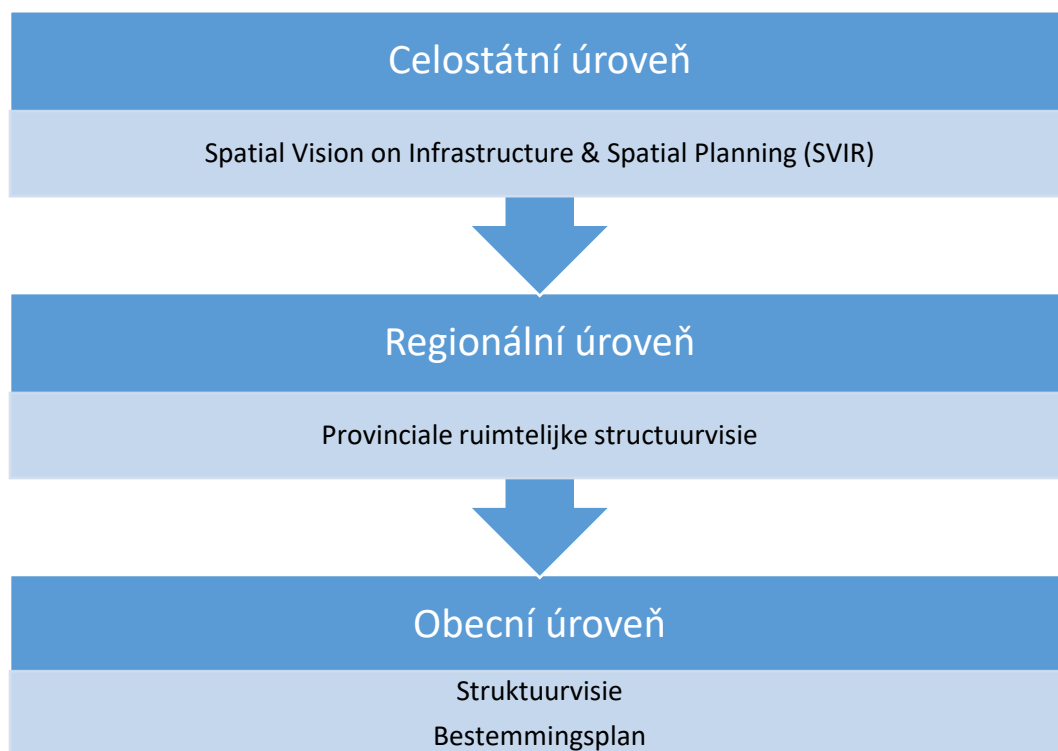 Celostátní úroveň
Spatial Vision on Infrastructure & Spatial Planning (SVIR)
Regionální úroveň
Provinciale ruimtelijke structuurvisie
Obecní úroveň
Struktuurvisie
Bestemmingsplan